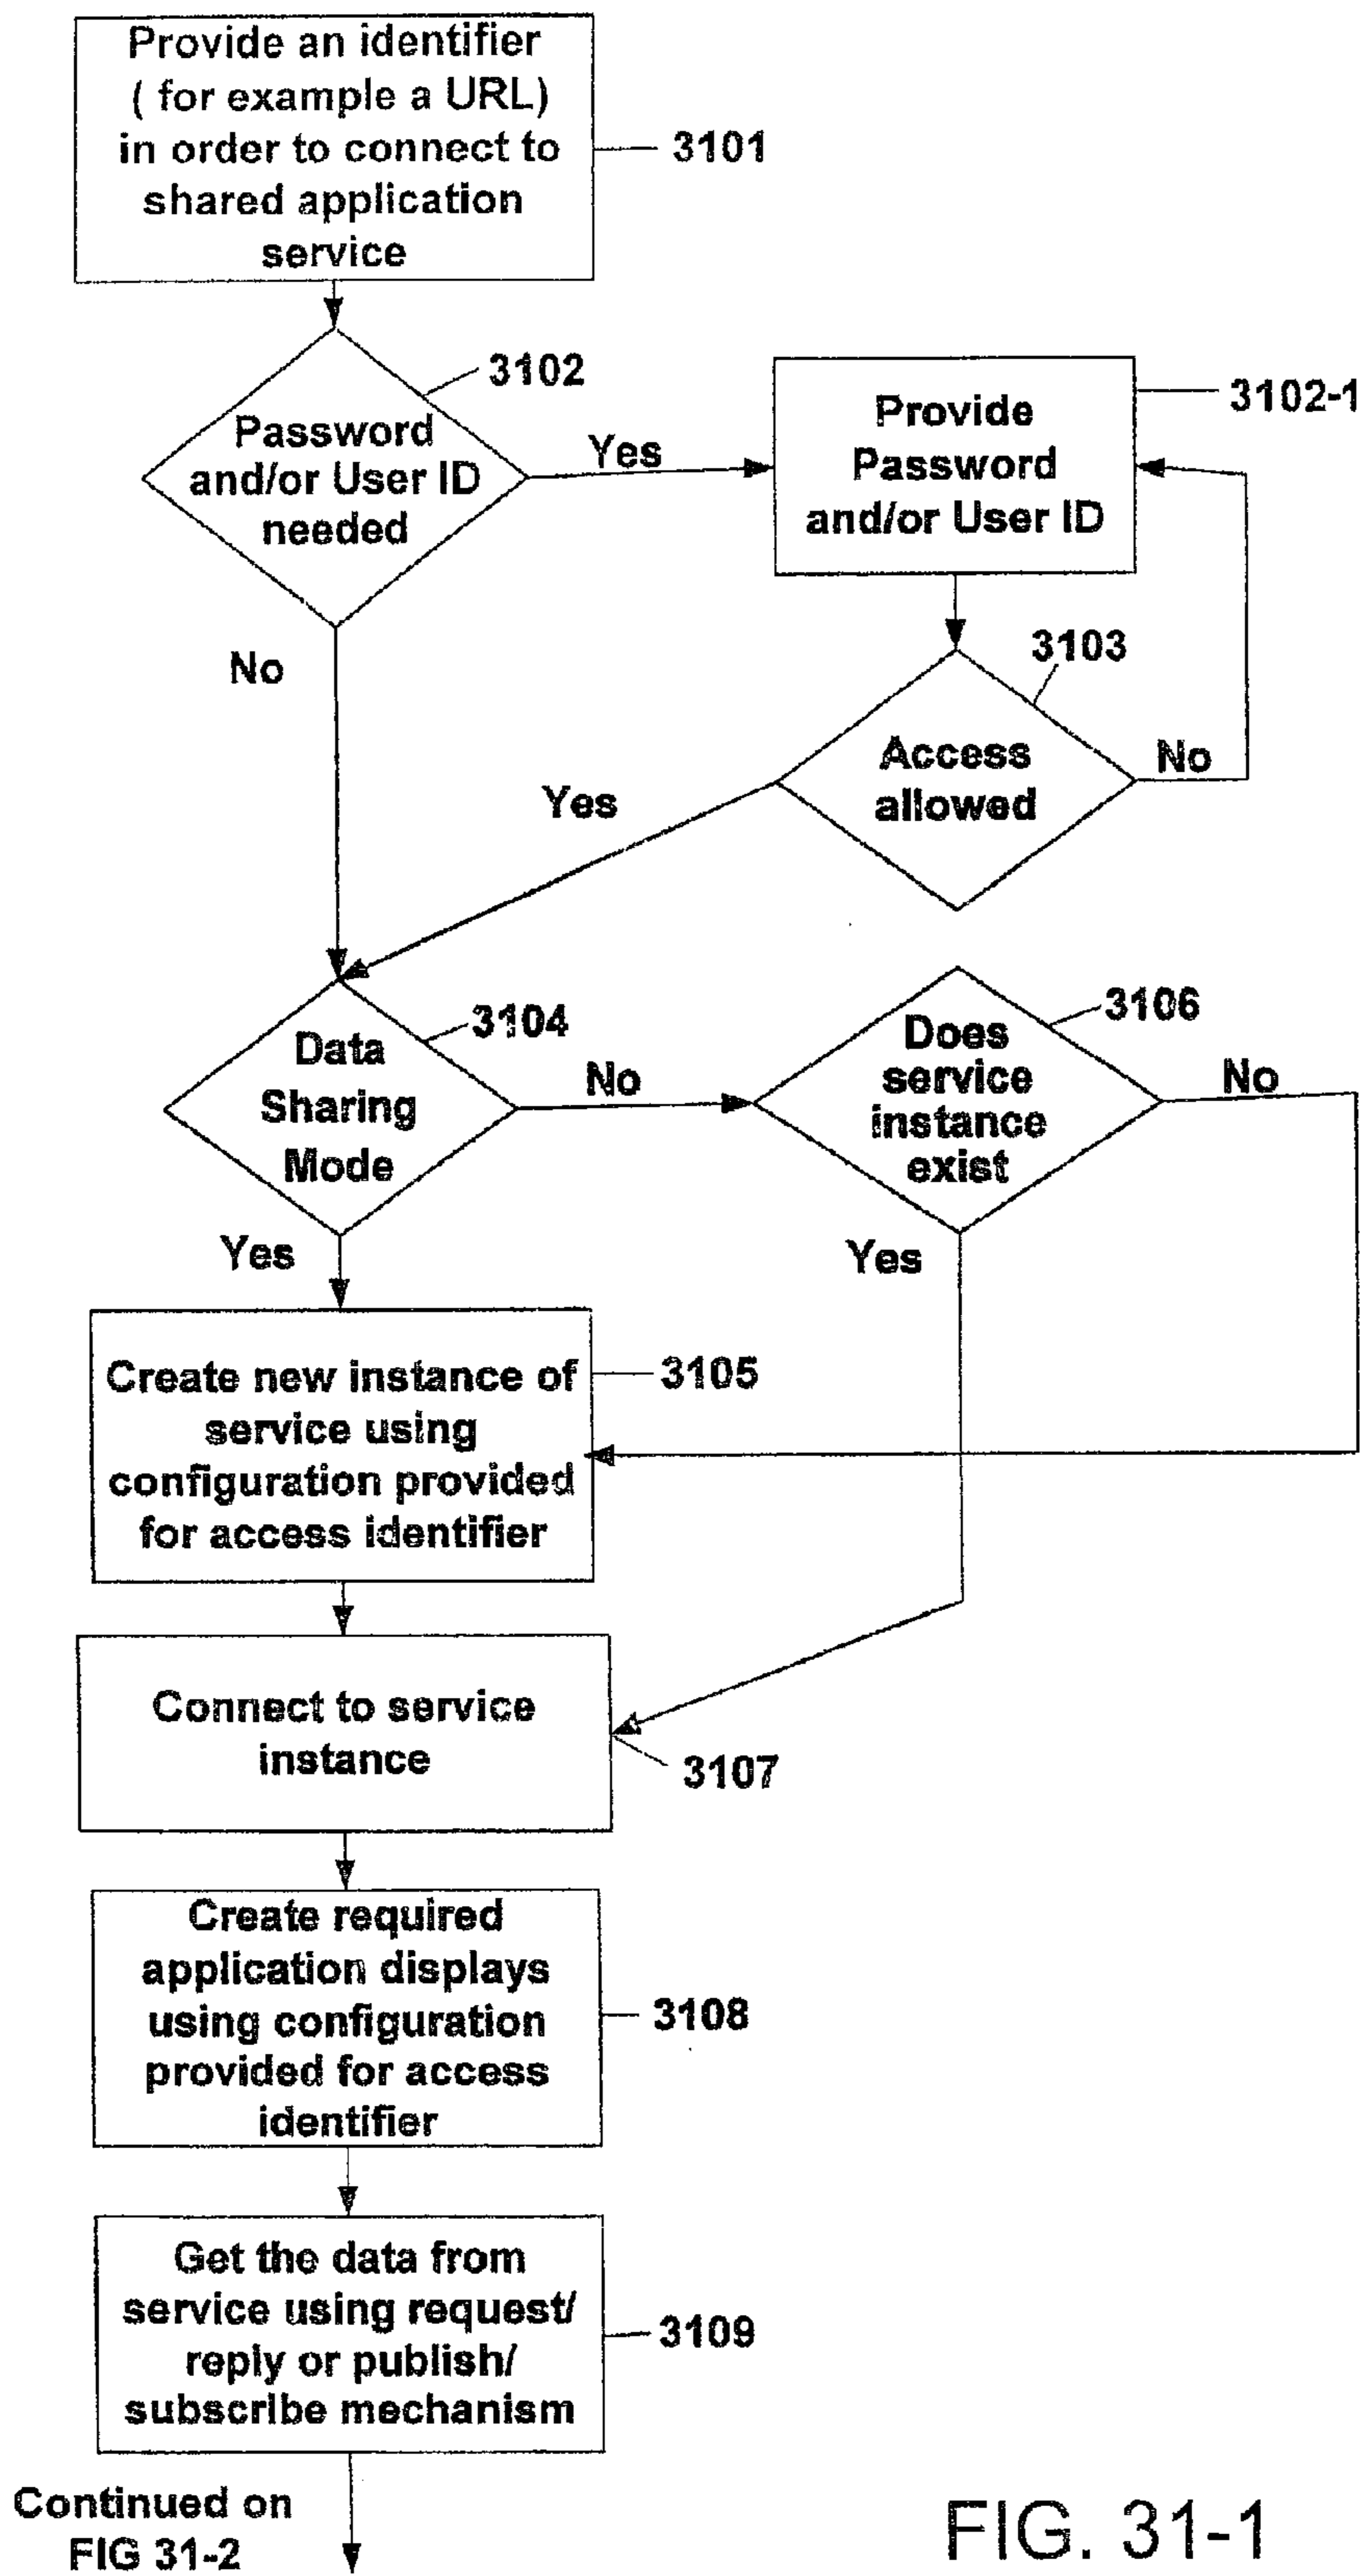 Provide an identifier
( for example a URL)
in order to connect to
shared application
service
3101
3102
Password
and/or User ID
needed
Yes
Provide
Password
and/or User ID
3102-1
No
3103
Access
allowed
No
Yes
3104
Data
Sharing
Mode
No
3106
Does
service
instance
exist
No
Yes
Yes
Create new instance of
service using
configuration provided
for access identifier
3105
Connect to service
instance
3107
Create required
application displays
using configuration
provided for access
identifier
3108
Get the data from
service using request/
reply or publish/
subscribe mechanism
3109
Continued on
FIG 31-2
FIG. 31-1